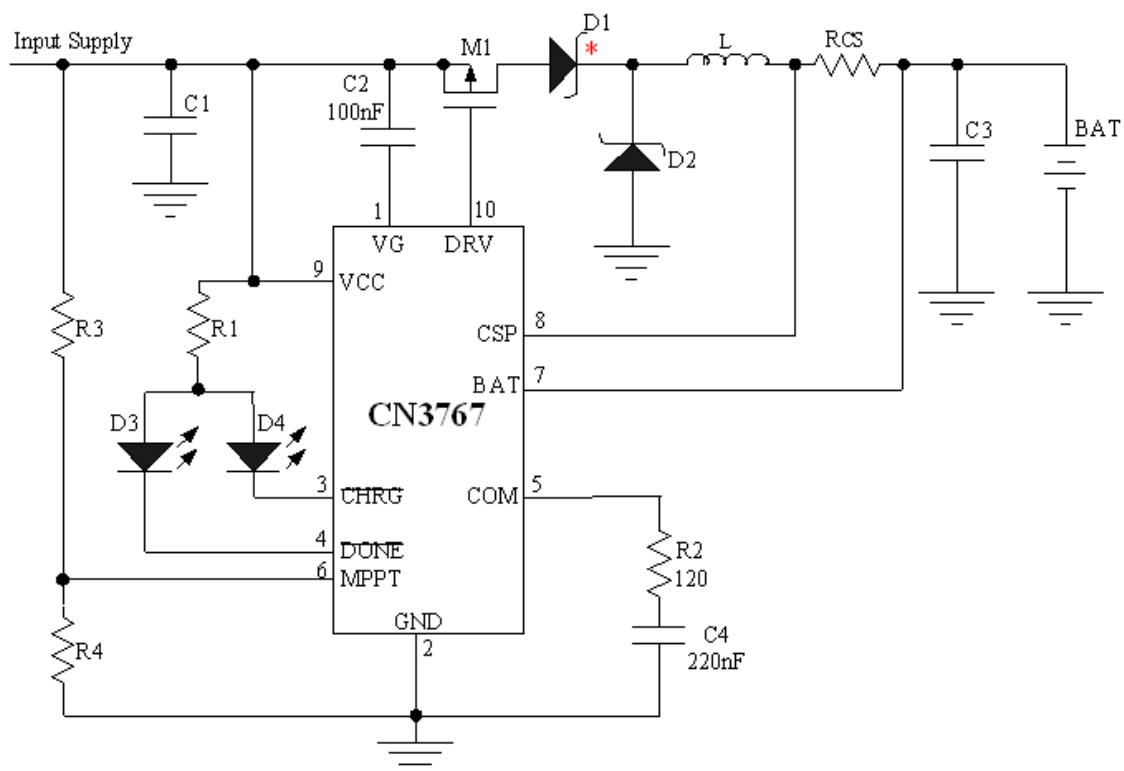 D1
Input Supply
M1
*
L
RCS
C2
100nF
C1
C3
BAT
D2
1
10
VG
DRV
9
VCC
R3
R1
8
CSP
7
BAT
CN3767
D3
D4
3
CHRG
COM
5
4
DONE
R2
120
6
MPPT
GND
2
R4
C4
220nF